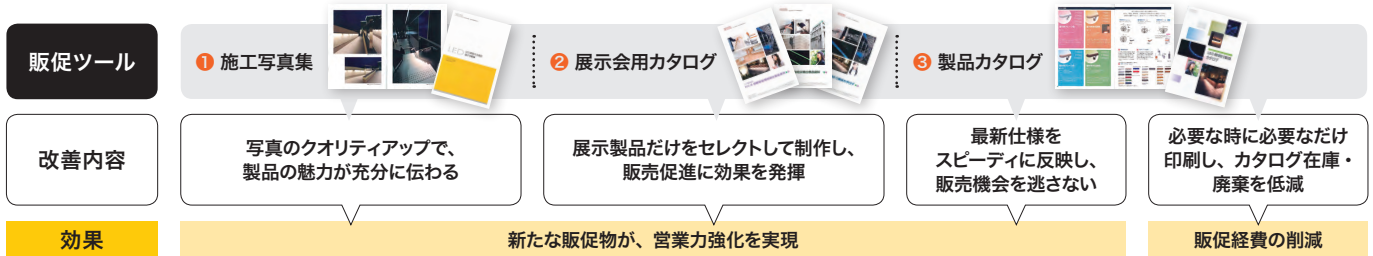 販促ツール
❶ 施工写真集
❷ 展示会用カタログ
❸ 製品カタログ
改善内容
写真のクオリティアップで、
製品の魅力が充分に伝わる
展示製品だけをセレクトして制作し、
販売促進に効果を発揮
最新仕様を
スピーディに反映し、
販売機会を逃さない
必要な時に必要なだけ
印刷し、カタログ在庫・
廃棄を低減
効果
新たな販促物が、営業力強化を実現
販促経費の削減